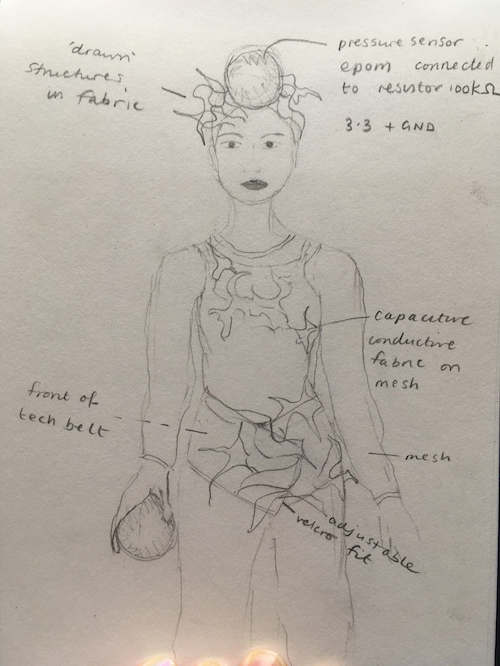 'drawn'
structures
in fabric
pressure sensor
epom connected
to resistor 100kΩ
3.3 + GND
capacitive
conductive
fabric on
mesh
front of
tech belt
mesh
adjustable
velcro fit